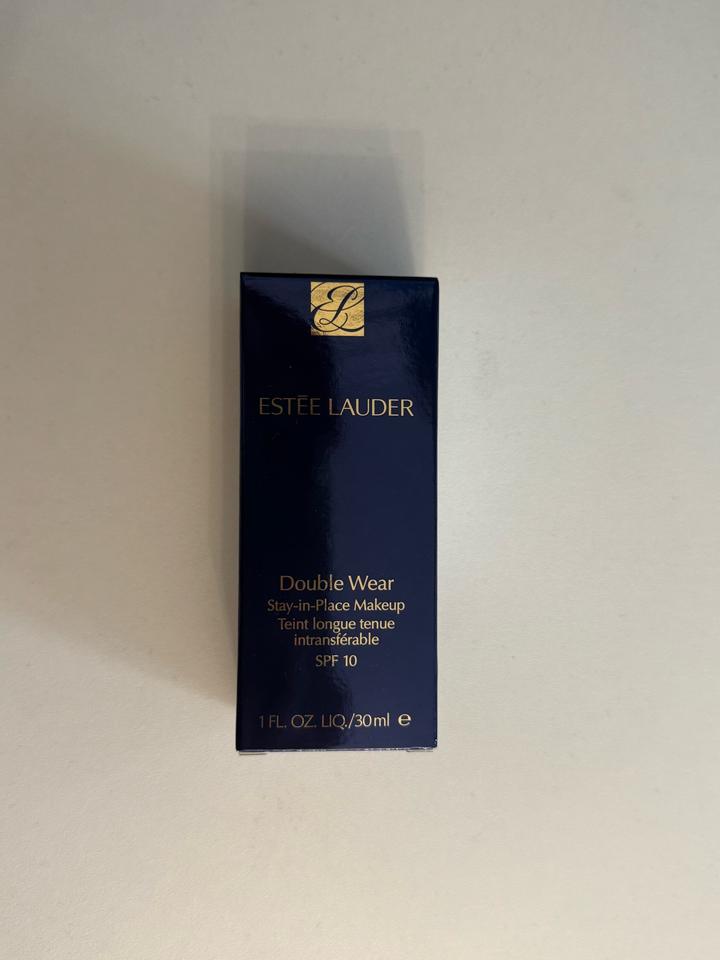 EL
ESTĒE LAUDER
Double Wear
Stay-in-Place Makeup
Teint longue tenue
intransférable
SPF 10
1 FL. OZ. LIQ./30ml ℮